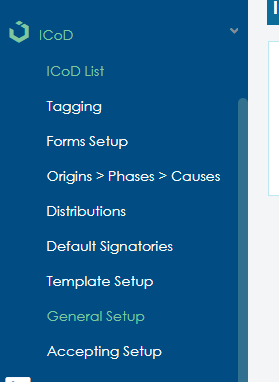 ICoD
ICoD List
Tagging
Forms Setup
Origins > Phases > Causes
Distributions
Default Signatories
Template Setup
General Setup
Accepting Setup